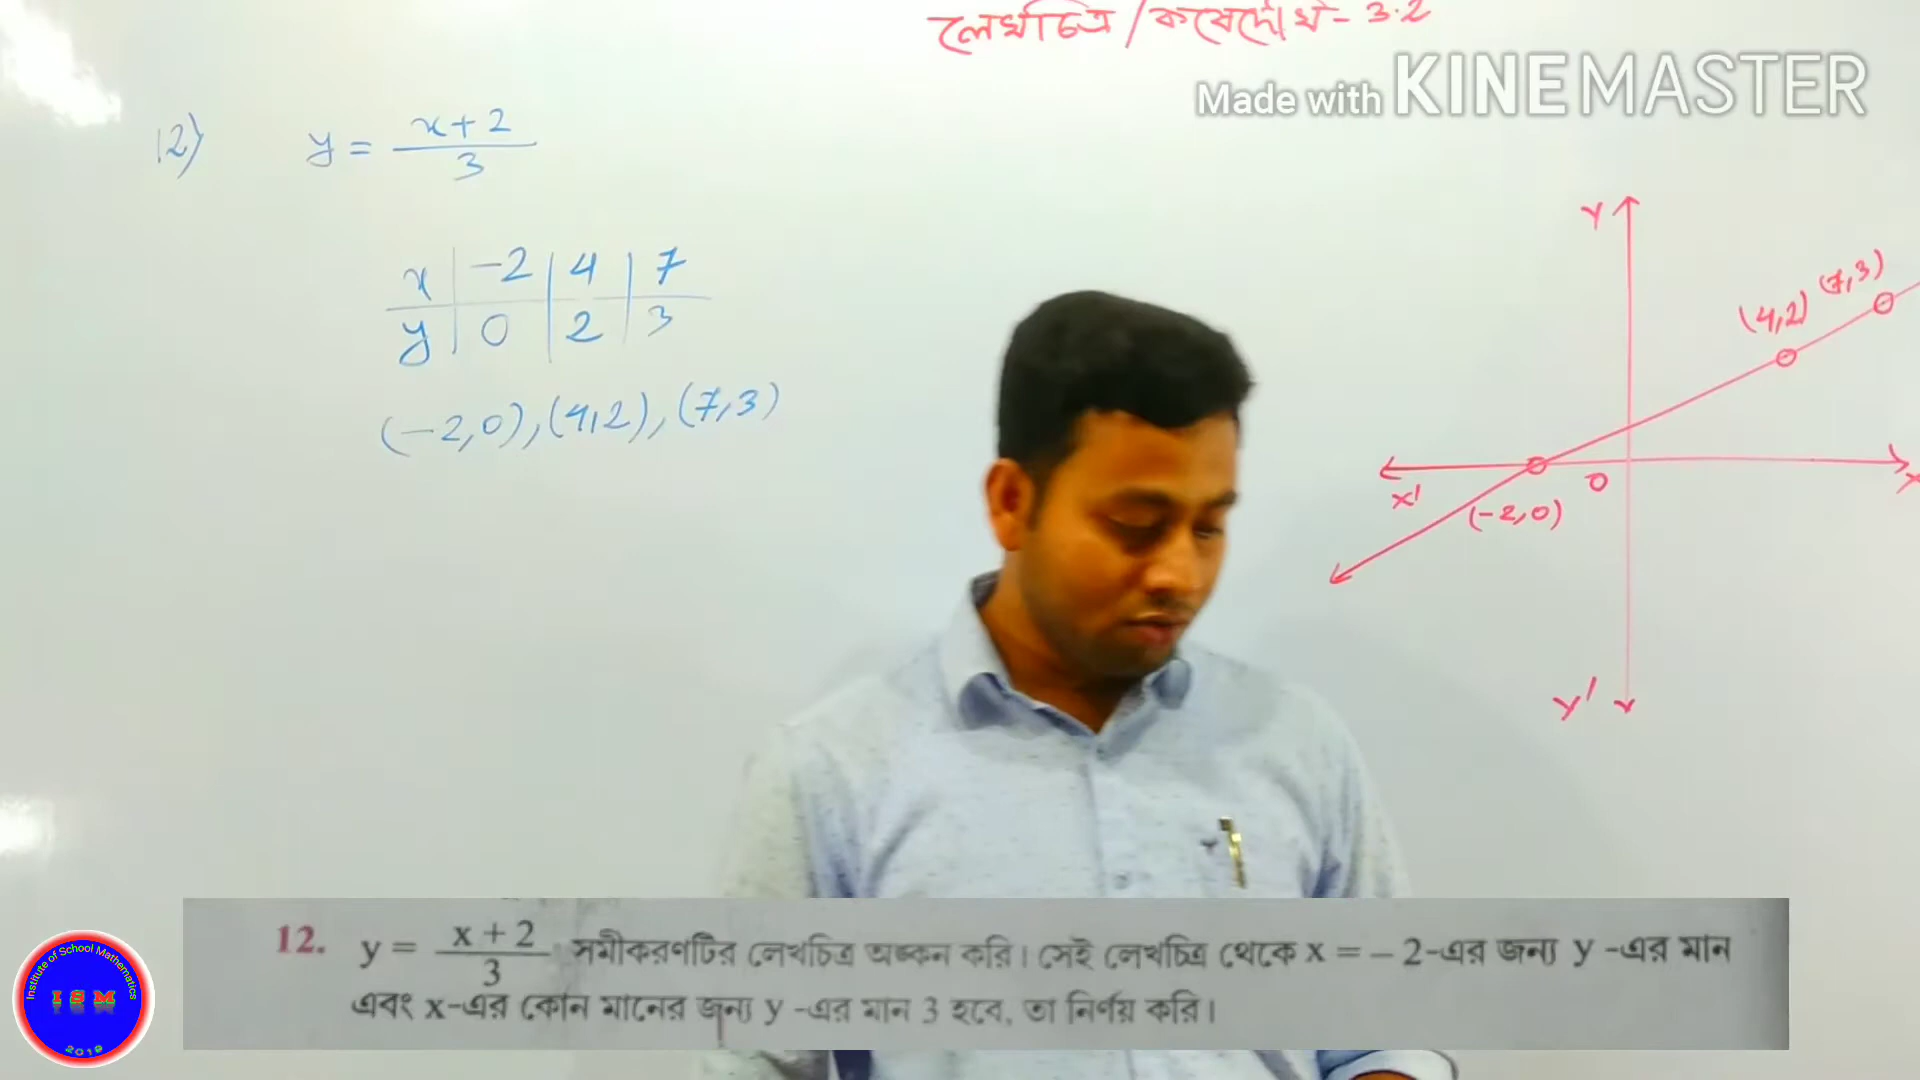 লেখচিত্র / কষে দেখি - 3.2
Made with KINEMASTER
12) y = x+2
3
x | -2 | 4 | 7
y | 0 | 2 | 3
(-2,0), (4,2), (7,3)
Y
(7,3)
(4,2)
X' O X
(-2,0)
Y'
12. y = x + 2 / 3 সমীকরণটির লেখচিত্র অঙ্কন করি। সেই লেখচিত্র থেকে x = – 2-এর জন্য y -এর মান
এবং x-এর কোন মানের জন্য y -এর মান 3 হবে, তা নির্ণয় করি।
Institute of School Mathematics
ISM
2019